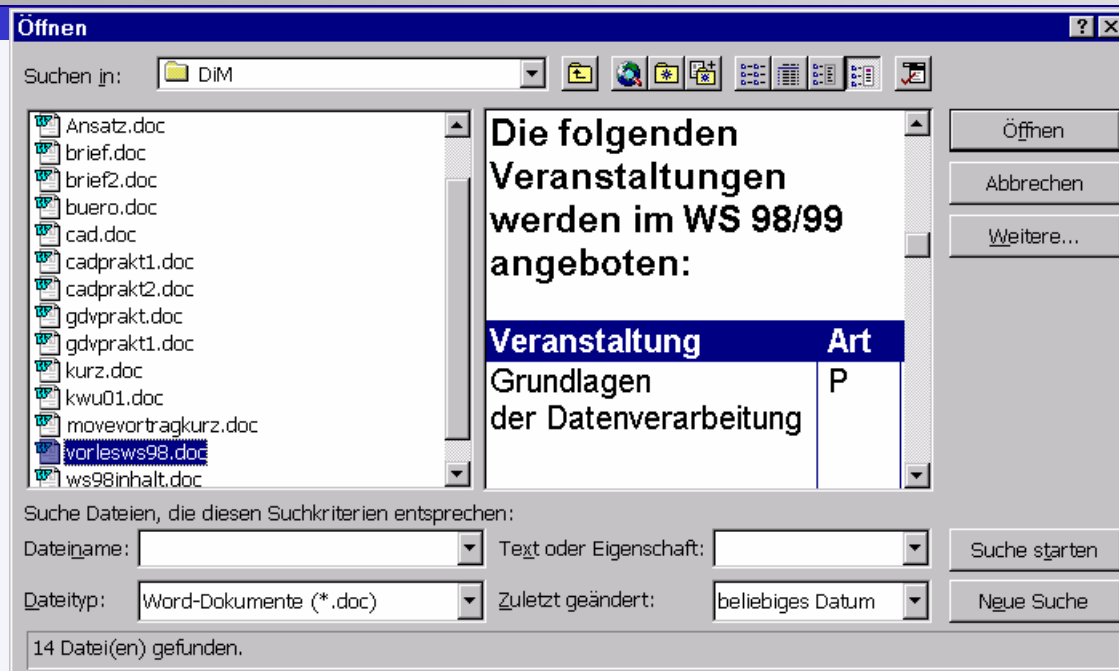 Öffnen
Suchen in: DiM
Ansatz.doc
brief.doc
brief2.doc
buero.doc
cad.doc
cadprakt1.doc
cadprakt2.doc
gdvprakt.doc
gdvprakt1.doc
kurz.doc
kwu01.doc
movevortragkurz.doc
vorlesws98.doc
ws98inhalt.doc
Die folgenden
Veranstaltungen
werden im WS 98/99
angeboten:
Veranstaltung Art
Grundlagen P
der Datenverarbeitung
Öffnen
Abbrechen
Weitere...
Suche Dateien, die diesen Suchkriterien entsprechen:
Dateiname: Text oder Eigenschaft: Suche starten
Dateityp: Word-Dokumente (*.doc) Zuletzt geändert: beliebiges Datum Neue Suche
14 Datei(en) gefunden.